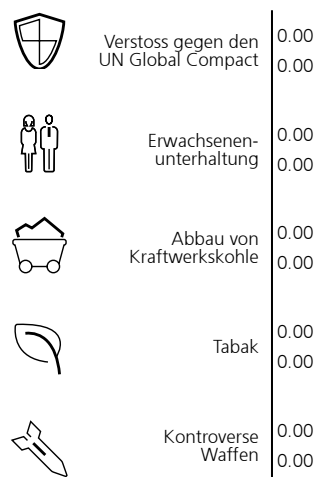 Verstoss gegen den
UN Global Compact
0.00
0.00
Erwachsenen-
unterhaltung
0.00
0.00
Abbau von
Kraftwerkskohle
0.00
0.00
Tabak
0.00
0.00
Kontroverse
Waffen
0.00
0.00